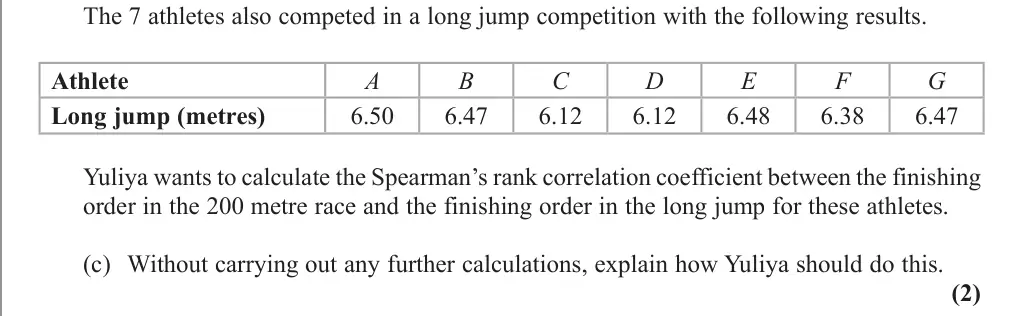 The 7 athletes also competed in a long jump competition with the following results.
Athlete A B C D E F G
Long jump (metres) 6.50 6.47 6.12 6.12 6.48 6.38 6.47
Yuliya wants to calculate the Spearman’s rank correlation coefficient between the finishing
order in the 200 metre race and the finishing order in the long jump for these athletes.
(c) Without carrying out any further calculations, explain how Yuliya should do this.
(2)